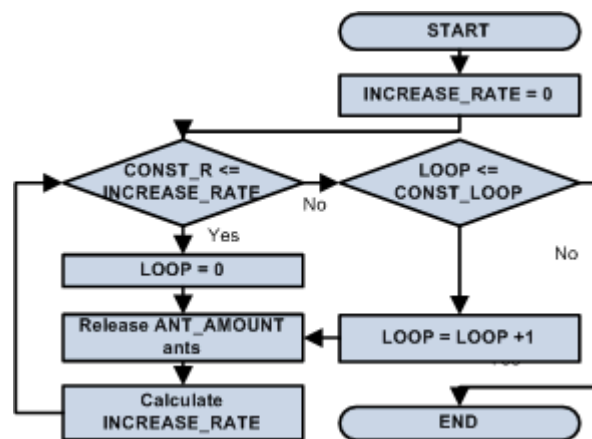 START
INCREASE_RATE = 0
CONST_R <=
INCREASE_RATE
LOOP <=
CONST_LOOP
No
Yes
No
LOOP = 0
Release ANT_AMOUNT
ants
LOOP = LOOP +1
Calculate
INCREASE_RATE
END